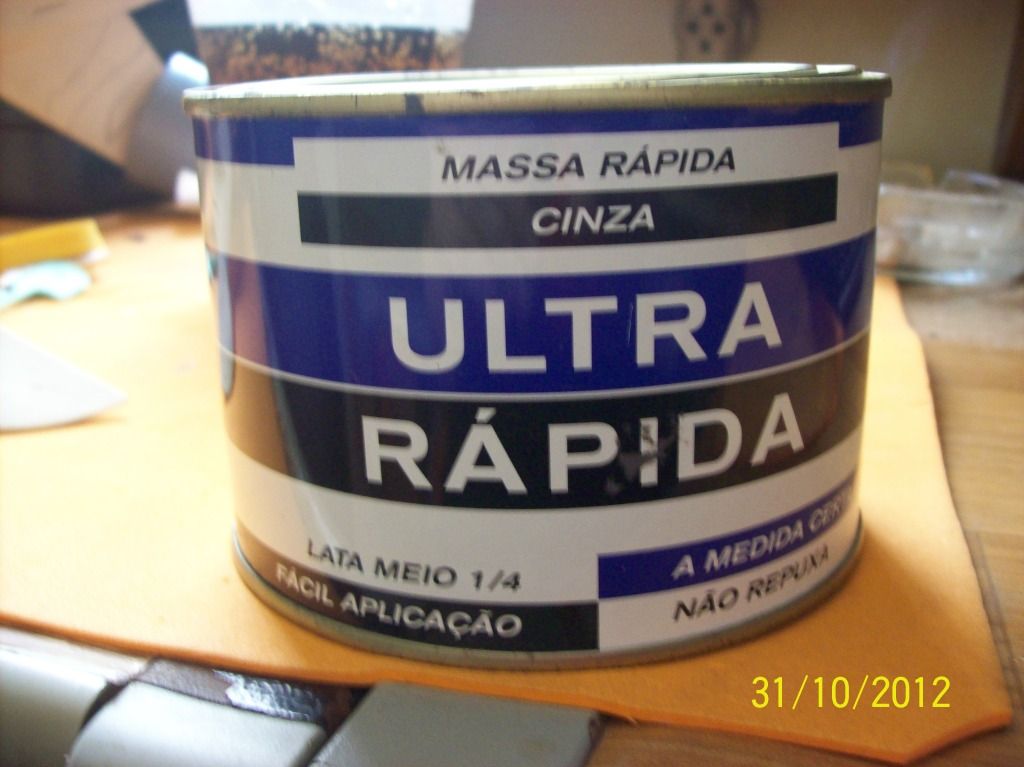 MASSA RÁPIDA
CINZA
ULTRA
RÁPIDA
LATA MEIO 1/4
FÁCIL APLICAÇÃO
A MEDIDA
NÃO REPUXA
31/10/2012